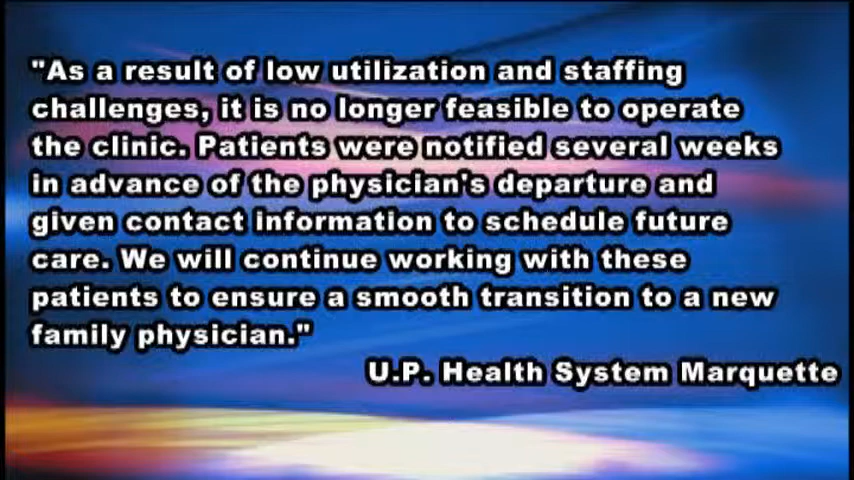 "As a result of low utilization and staffing
challenges, it is no longer feasible to operate
the clinic. Patients were notified several weeks
in advance of the physician's departure and
given contact information to schedule future
care. We will continue working with these
patients to ensure a smooth transition to a new
family physician."
U.P. Health System Marquette